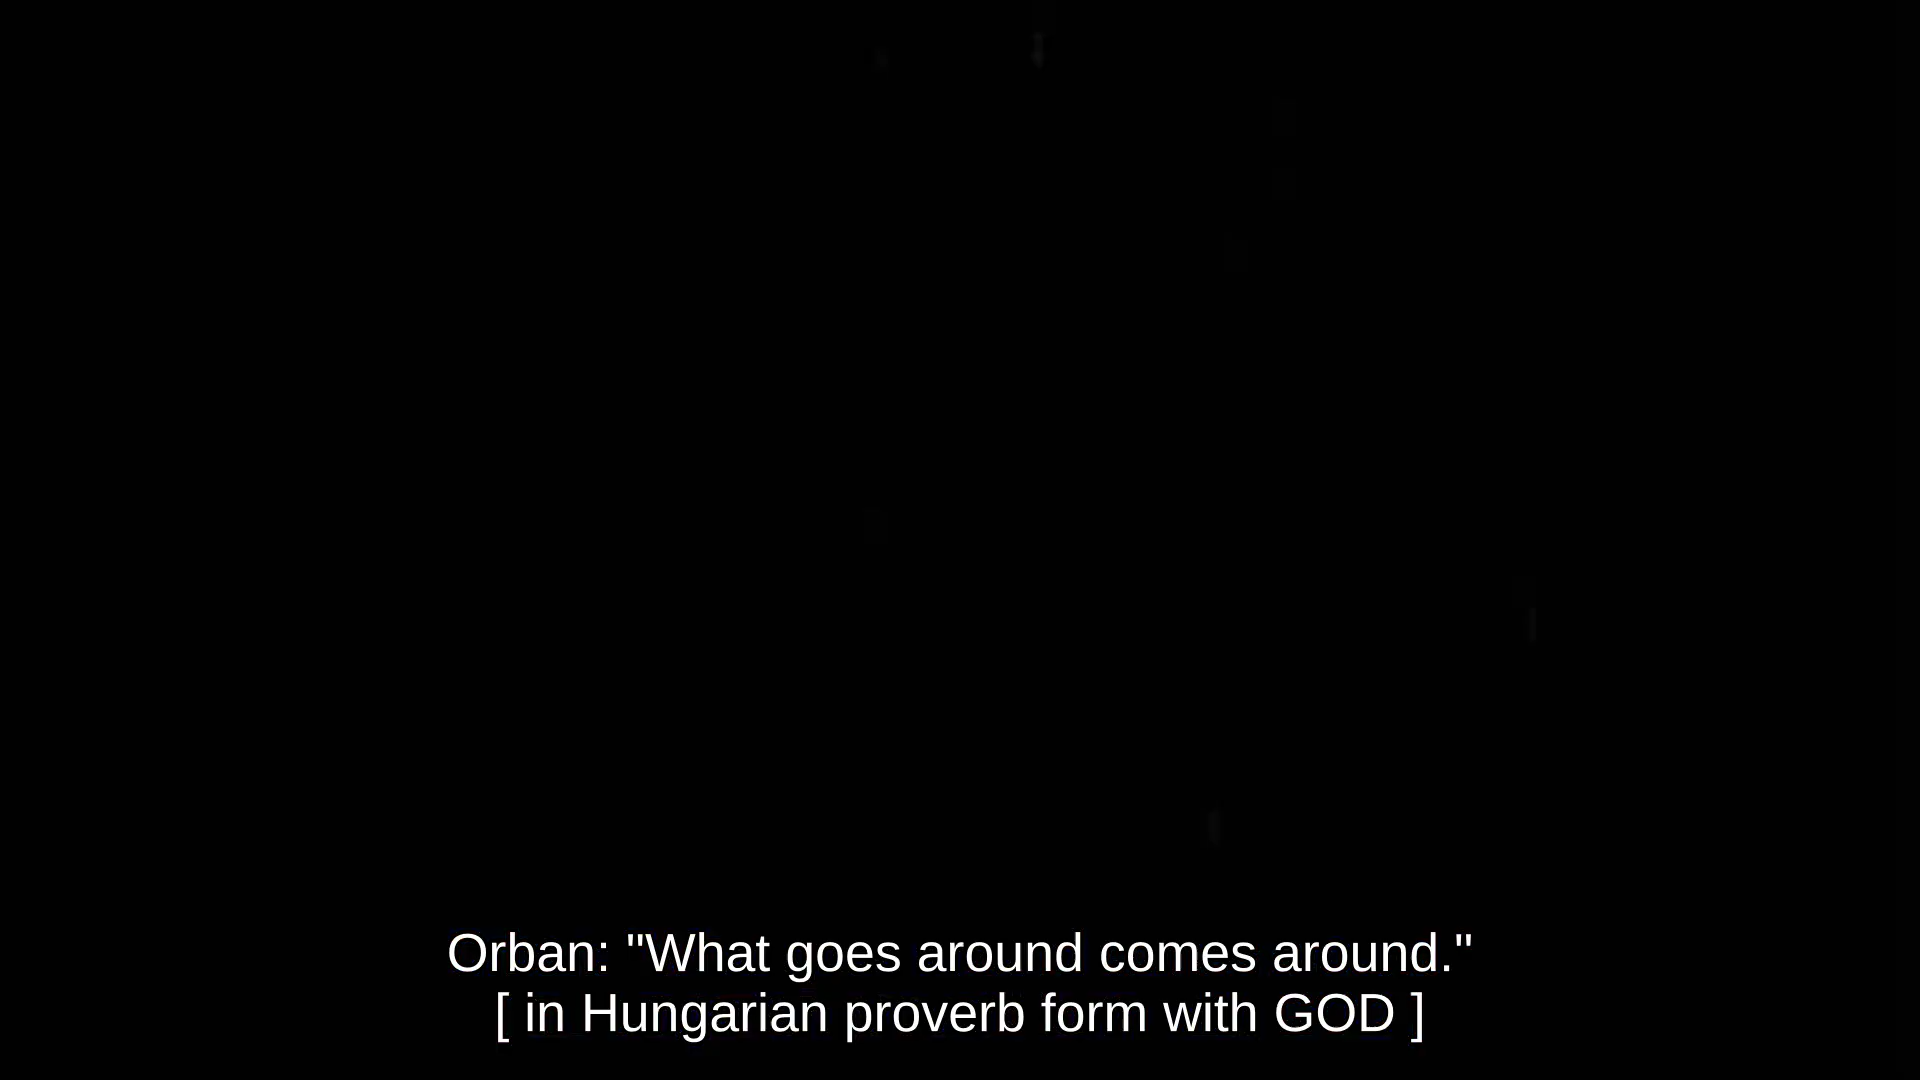 Orban: "What goes around comes around."
[ in Hungarian proverb form with GOD ]